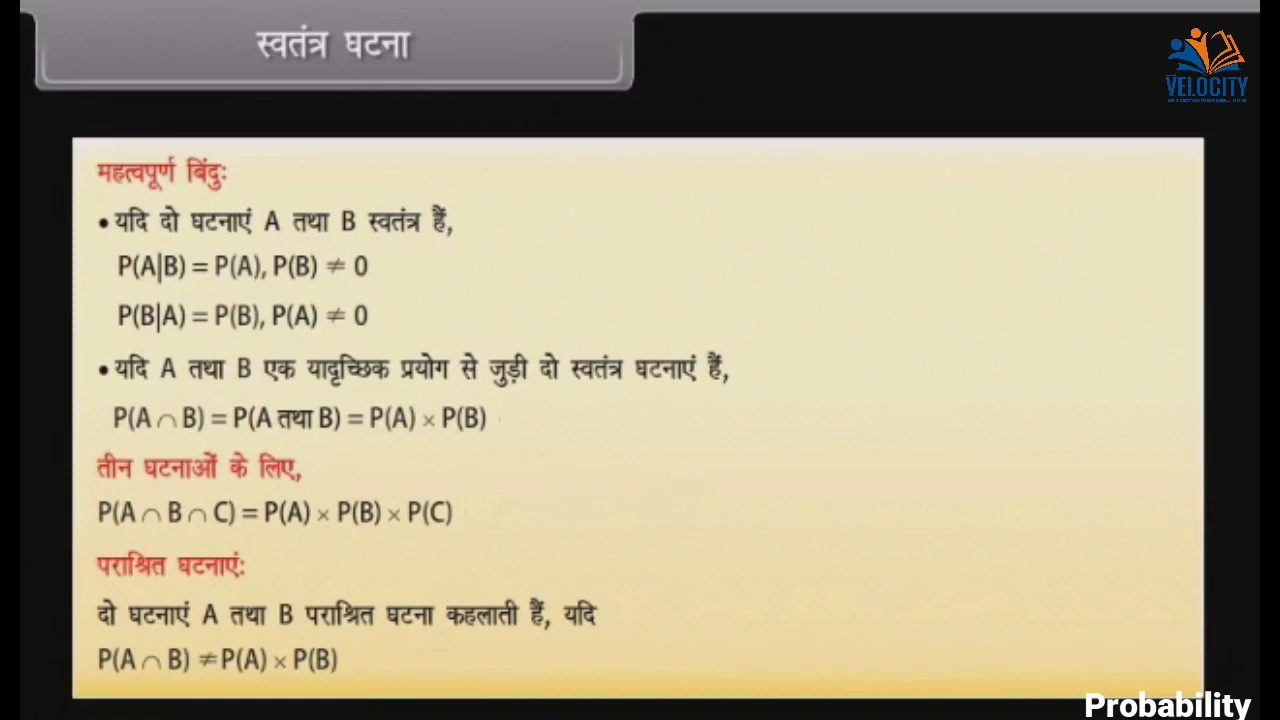 स्वतंत्र घटना
VELOCITY
महत्वपूर्ण बिंदुः
• यदि दो घटनाएं A तथा B स्वतंत्र हैं,
P(A|B) = P(A), P(B) ≠ 0
P(B|A) = P(B), P(A) ≠ 0
• यदि A तथा B एक यादृच्छिक प्रयोग से जुड़ी दो स्वतंत्र घटनाएं हैं,
P(A ∩ B) = P(A तथा B) = P(A) × P(B)
तीन घटनाओं के लिए,
P(A ∩ B ∩ C) = P(A) × P(B) × P(C)
पराश्रित घटनाएं:
दो घटनाएं A तथा B पराश्रित घटना कहलाती हैं, यदि
P(A ∩ B) ≠ P(A) × P(B)
Probability